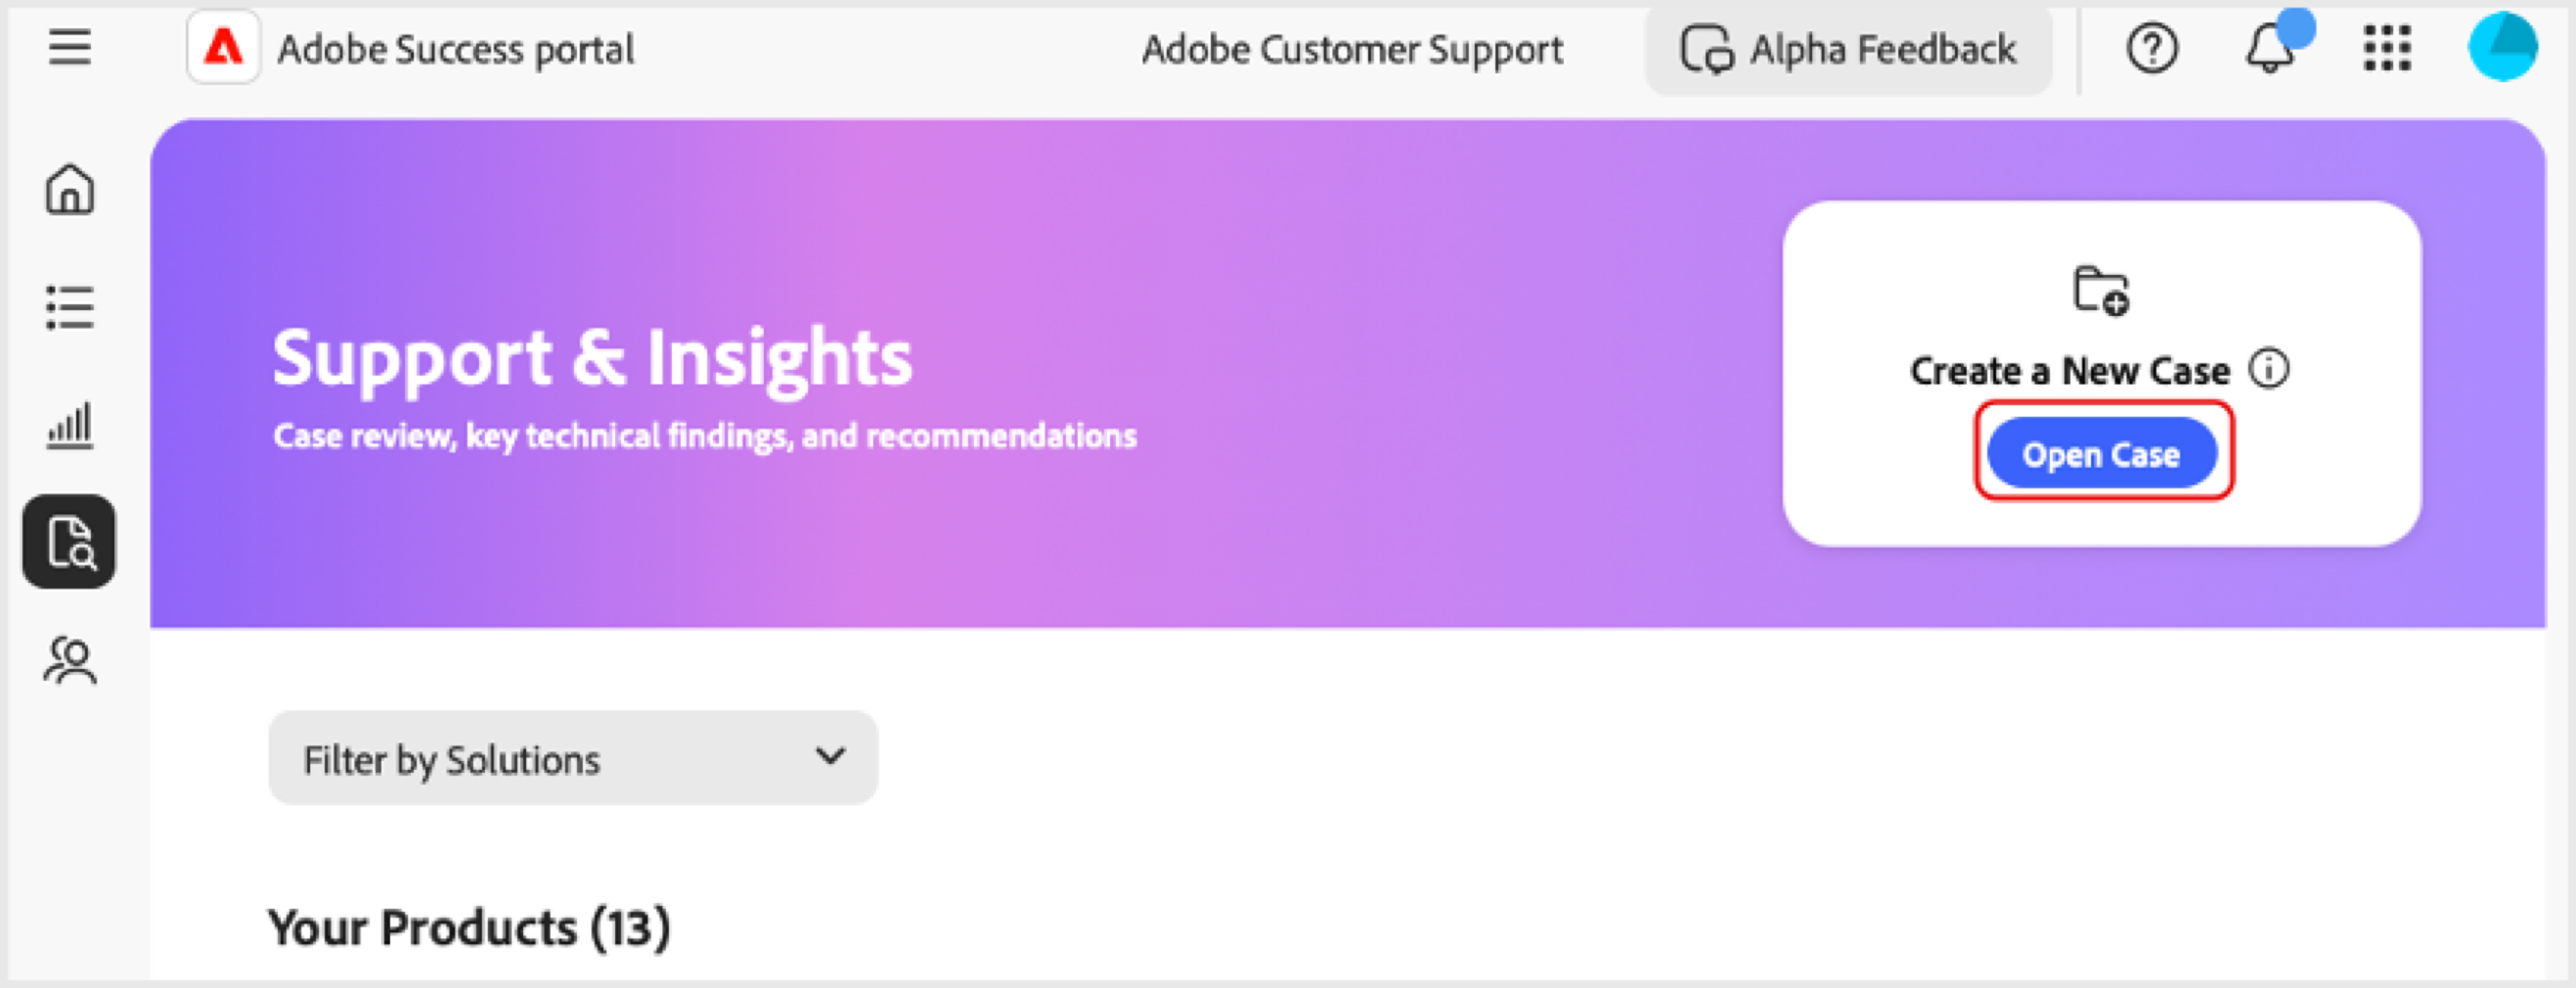 Adobe Success portal
Adobe Customer Support
Alpha Feedback
Support & Insights
Case review, key technical findings, and recommendations
Create a New Case
Open Case
Filter by Solutions
Your Products (13)